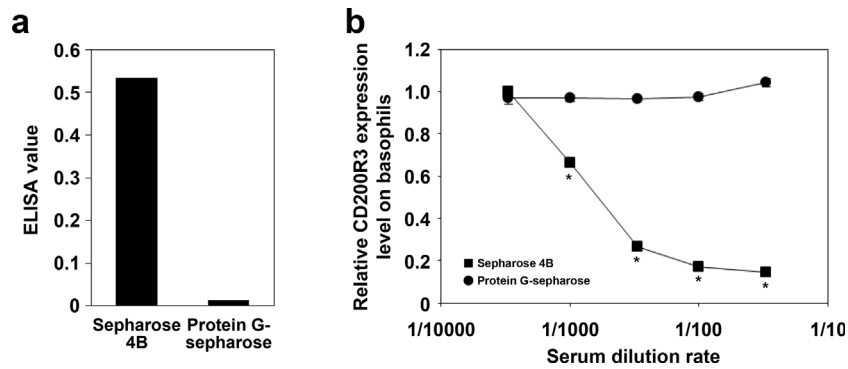 a
0.6
0.5
0.4
0.3
0.2
0.1
0
ELISA value
Sepharose
4B
Protein G-
sepharose
b
1.2
1.0
0.8
0.6
0.4
0.2
0
Relative CD200R3 expression
level on basophils
*
*
*
*
Sepharose 4B
Protein G-sepharose
1/10000
1/1000
1/100
1/10
Serum dilution rate